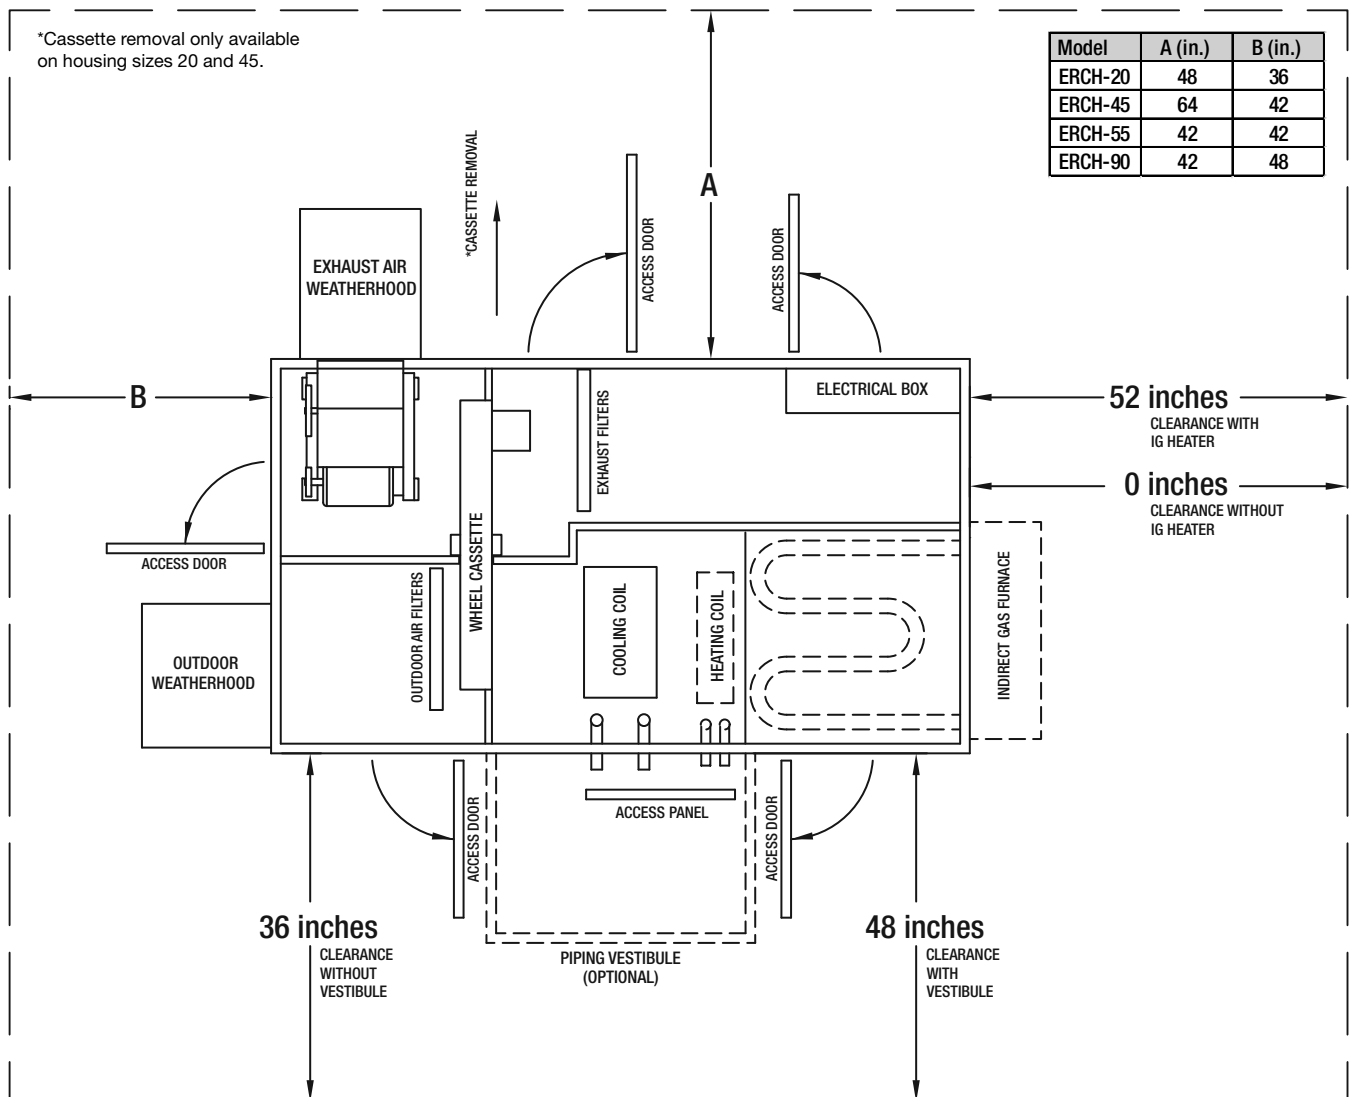 *Cassette removal only available
on housing sizes 20 and 45.
Model A (in.) B (in.)
ERCH-20 48 36
ERCH-45 64 42
ERCH-55 42 42
ERCH-90 42 48
*CASSETTE REMOVAL
A
ACCESS DOOR
ACCESS DOOR
EXHAUST AIR
WEATHERHOOD
B
ELECTRICAL BOX
52 inches
CLEARANCE WITH
IG HEATER
EXHAUST FILTERS
0 inches
CLEARANCE WITHOUT
IG HEATER
ACCESS DOOR
WHEEL CASSETTE
OUTDOOR AIR FILTERS
COOLING COIL
HEATING COIL
INDIRECT GAS FURNACE
OUTDOOR
WEATHERHOOD
ACCESS DOOR
ACCESS PANEL
ACCESS DOOR
36 inches
CLEARANCE
WITHOUT
VESTIBULE
48 inches
CLEARANCE
WITH
VESTIBULE
PIPING VESTIBULE
(OPTIONAL)